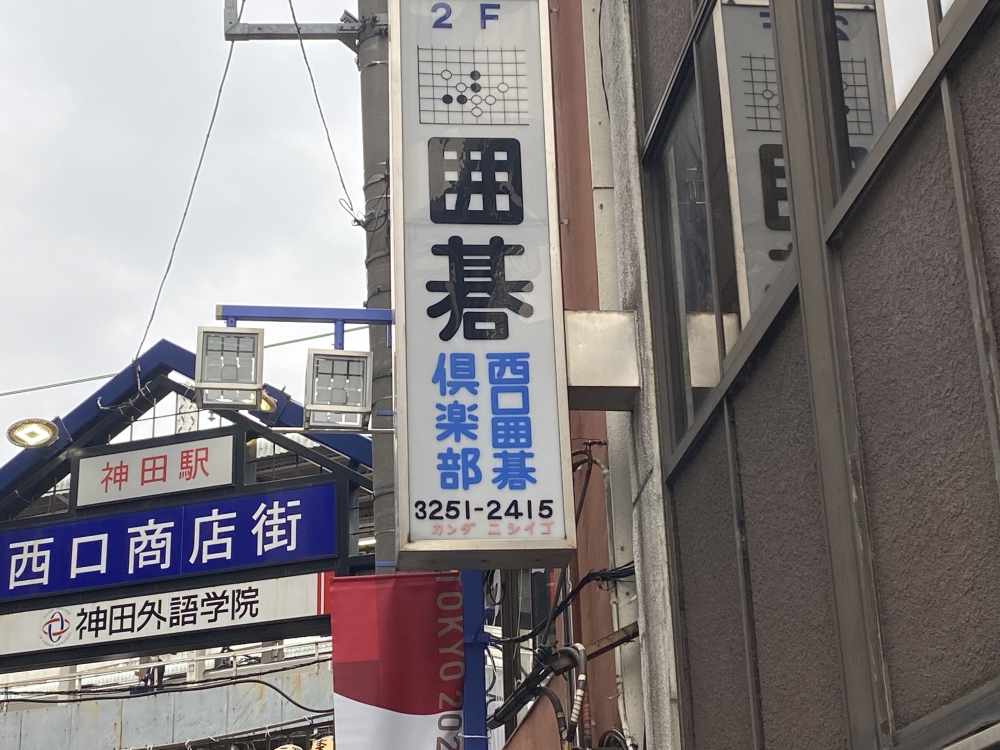 2F
囲
碁
西口囲碁
倶楽部
3251-2415
カンダ ニシイゴ
神田駅
西口商店街
神田外語学院
TOKYO 202